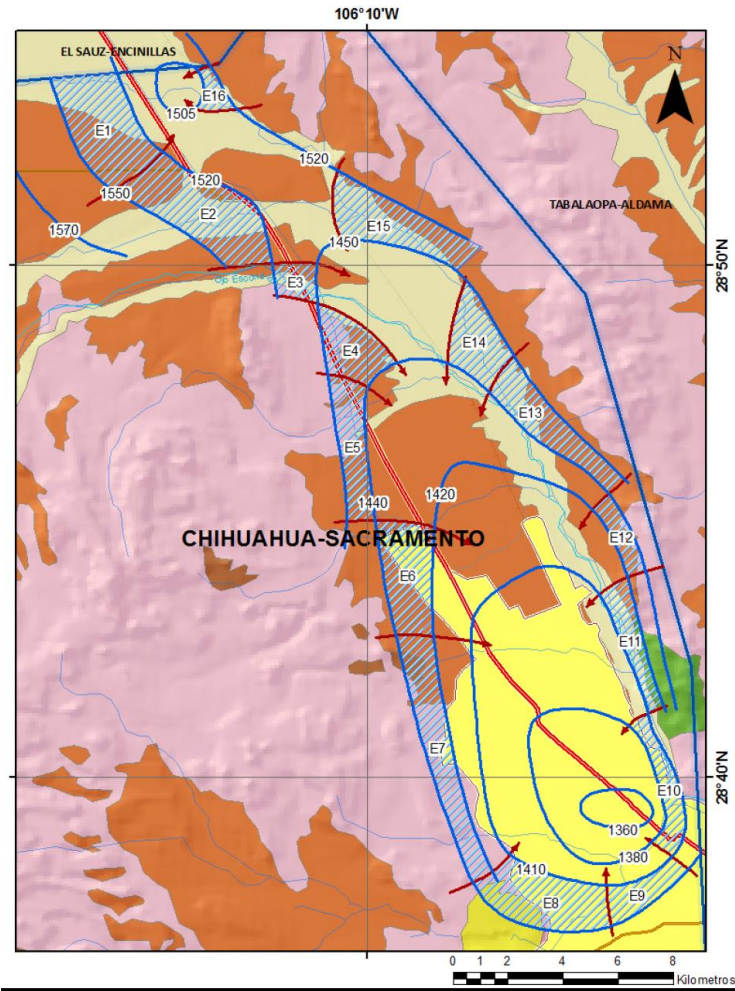 106°10'W
EL SAUZ-ENCINILLAS
N
E16
1505
E1
1520
1520
TABALAOPA-ALDAMA
1550
E2
E15
1570
1450
28°50'N
E3
E14
E4
E13
E5
1440
1420
CHIHUAHUA-SACRAMENTO
E12
E6
E11
E7
28°40'N
E10
1360
1380
1410
E9
E8
0 1 2 4 6 8
Kilometros